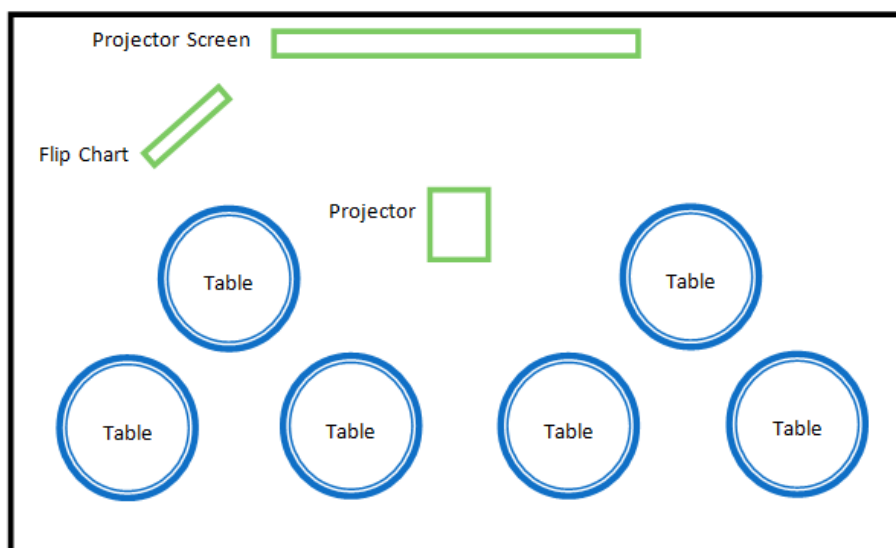 Projector Screen
Flip Chart
Projector
Table
Table
Table
Table
Table
Table